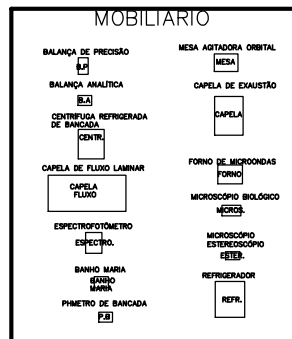 MOBILIÁRIO
BALANÇA DE PRECISÃO
B.P
BALANÇA ANALÍTICA
B.A
CENTRÍFUGA REFRIGERADA
DE BANCADA
CENTR.
CAPELA DE FLUXO LAMINAR
CAPELA
FLUXO
ESPECTROFOTÔMETRO
ESPECTRO.
BANHO MARIA
BANHO
MARIA
PHMETRO DE BANCADA
P.B
MESA AGITADORA ORBITAL
MESA
CAPELA DE EXAUSTÃO
CAPELA
FORNO DE MICROONDAS
FORNO
MICROSCÓPIO BIOLÓGICO
MICROS.
MICROSCÓPIO
ESTEREOSCÓPIO
ESTER.
REFRIGERADOR
REFR.